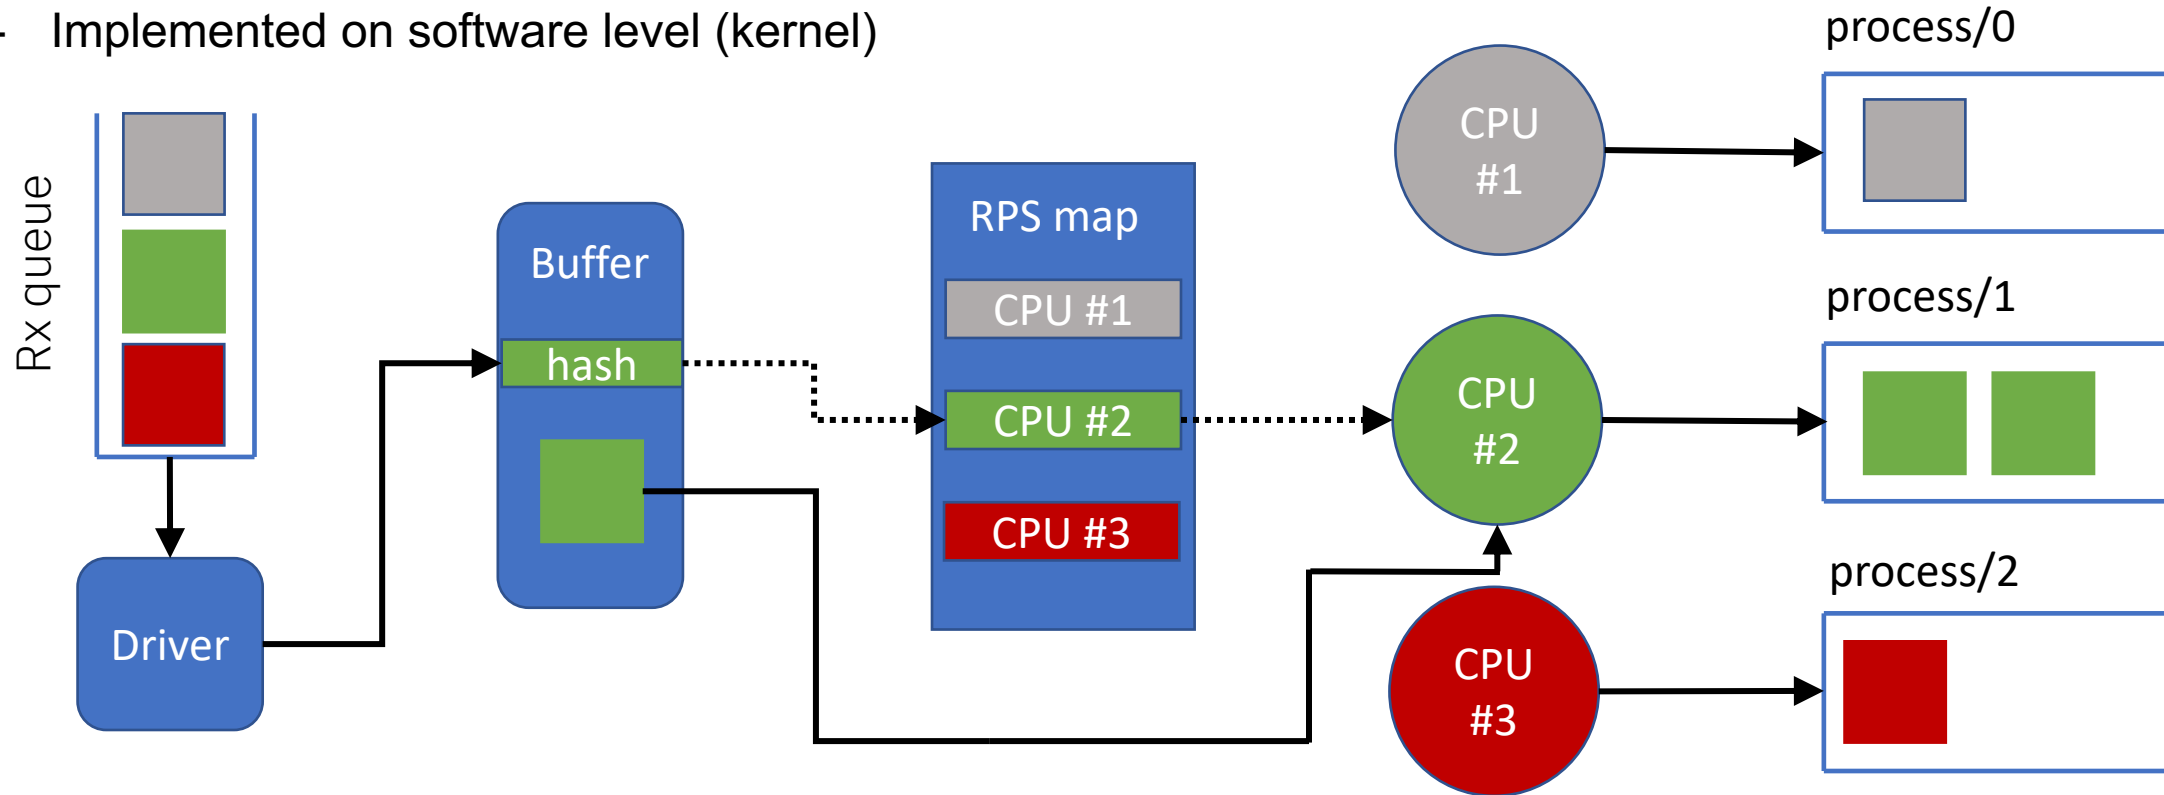 - Implemented on software level (kernel)
Rx queue
Driver
Buffer
hash
RPS map
CPU #1
CPU #2
CPU #3
CPU
#1
CPU
#2
CPU
#3
process/0
process/1
process/2